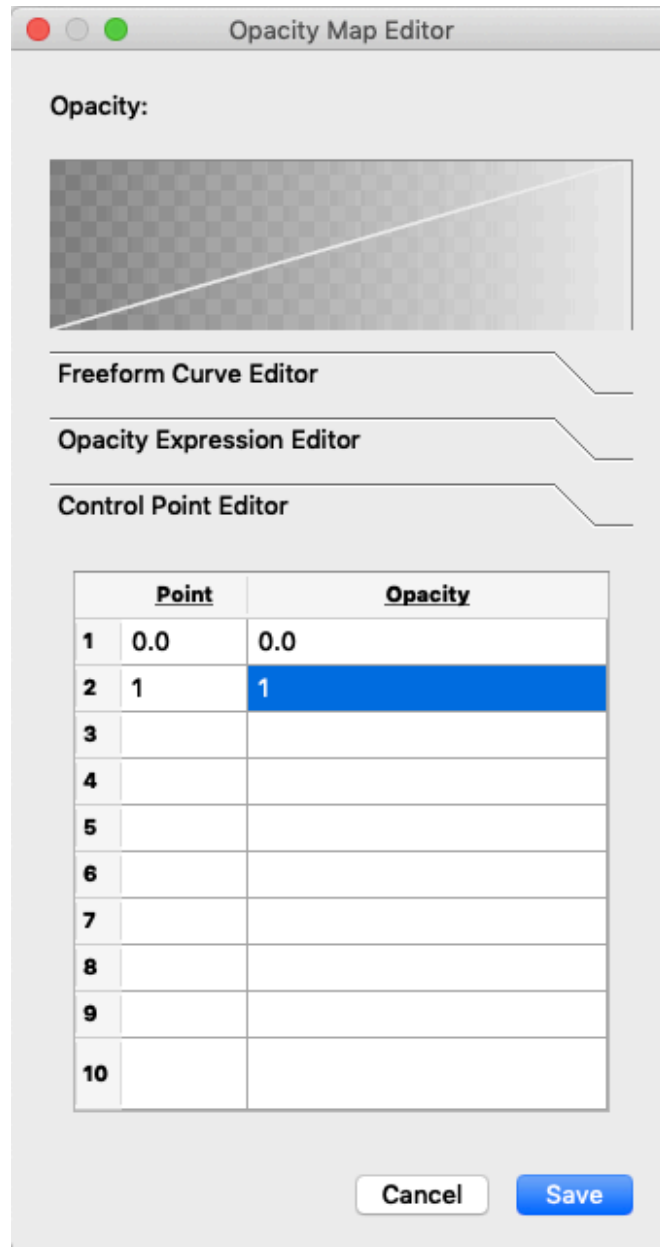 Opacity Map Editor
Opacity:
Freeform Curve Editor
Opacity Expression Editor
Control Point Editor
Point Opacity
1 0.0 0.0
2 1 1
3
4
5
6
7
8
9
10
Cancel Save